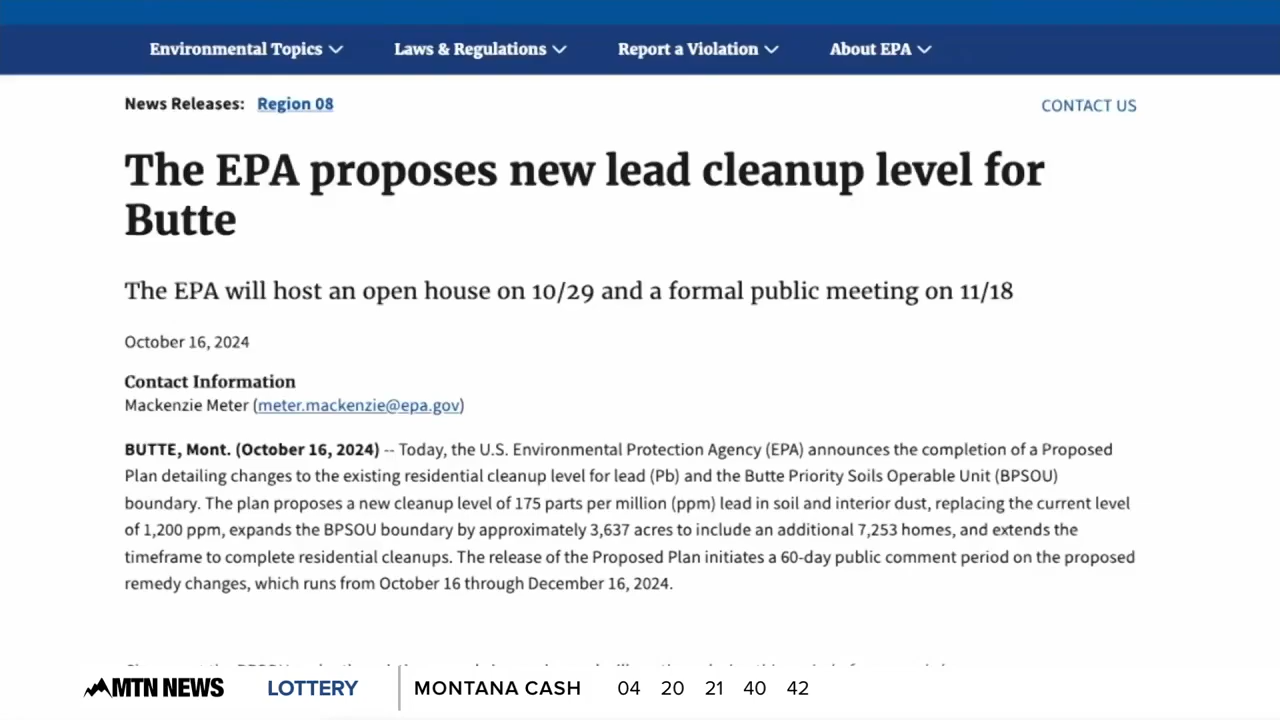 Environmental Topics Laws & Regulations Report a Violation About EPA
News Releases: Region 08 CONTACT US
The EPA proposes new lead cleanup level for
Butte
The EPA will host an open house on 10/29 and a formal public meeting on 11/18
October 16, 2024
Contact Information
Mackenzie Meter (meter.mackenzie@epa.gov)
BUTTE, Mont. (October 16, 2024) -- Today, the U.S. Environmental Protection Agency (EPA) announces the completion of a Proposed
Plan detailing changes to the existing residential cleanup level for lead (Pb) and the Butte Priority Soils Operable Unit (BPSOU)
boundary. The plan proposes a new cleanup level of 175 parts per million (ppm) lead in soil and interior dust, replacing the current level
of 1,200 ppm, expands the BPSOU boundary by approximately 3,637 acres to include an additional 7,253 homes, and extends the
timeframe to complete residential cleanups. The release of the Proposed Plan initiates a 60-day public comment period on the proposed
remedy changes, which runs from October 16 through December 16, 2024.
MTN NEWS LOTTERY MONTANA CASH 04 20 21 40 42